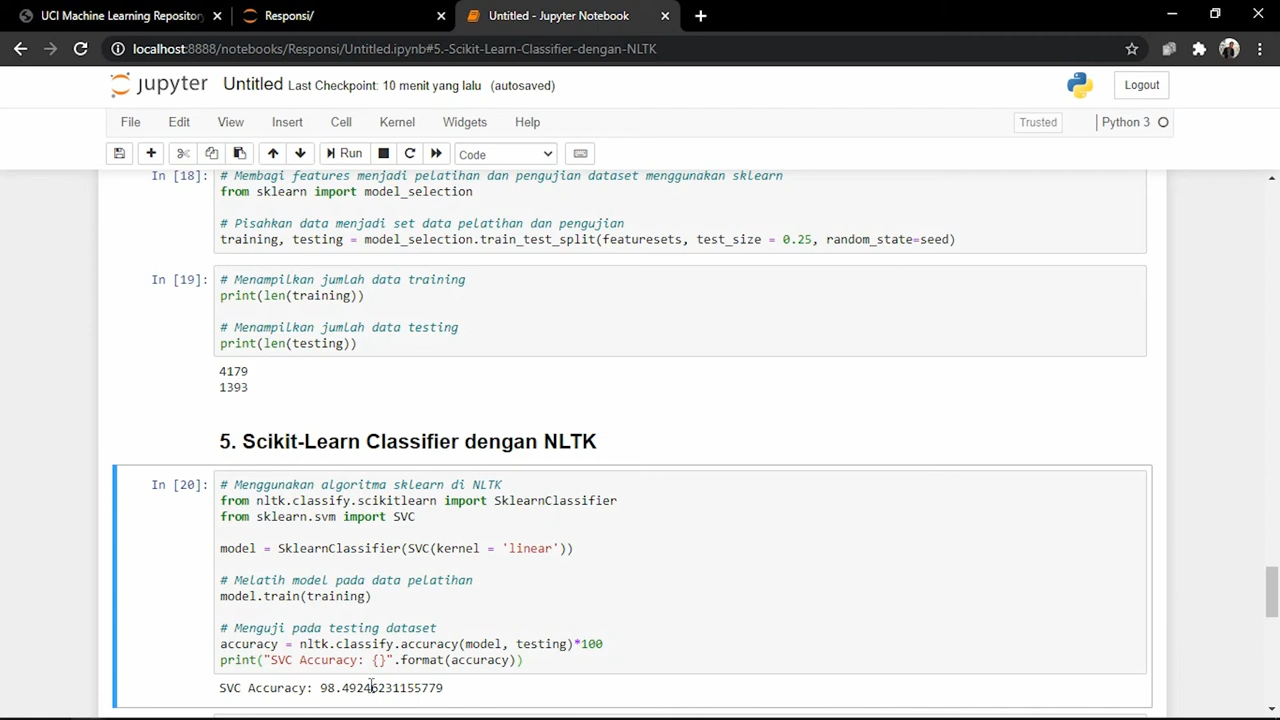 UCI Machine Learning Repository
Responsi/
Untitled - Jupyter Notebook
localhost:8888/notebooks/Responsi/Untitled.ipynb#5.-Scikit-Learn-Classifier-dengan-NLTK
jupyter Untitled Last Checkpoint: 10 menit yang lalu (autosaved)
Logout
File Edit View Insert Cell Kernel Widgets Help
Trusted
Python 3
Run
Code
In [18]:
# Membagi features menjadi pelatihan dan pengujian dataset menggunakan sklearn
from sklearn import model_selection
# Pisahkan data menjadi set data pelatihan dan pengujian
training, testing = model_selection.train_test_split(featuresets, test_size = 0.25, random_state=seed)
In [19]:
# Menampilkan jumlah data training
print(len(training))
# Menampilkan jumlah data testing
print(len(testing))
4179
1393
5. Scikit-Learn Classifier dengan NLTK
In [20]:
# Menggunakan algoritma sklearn di NLTK
from nltk.classify.scikitlearn import SklearnClassifier
from sklearn.svm import SVC
model = SklearnClassifier(SVC(kernel = 'linear'))
# Melatih model pada data pelatihan
model.train(training)
# Menguji pada testing dataset
accuracy = nltk.classify.accuracy(model, testing)*100
print("SVC Accuracy: {}".format(accuracy))
SVC Accuracy: 98.49246231155779